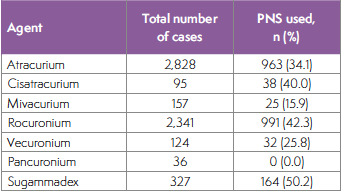 Agent Total number of cases PNS used, n (%)
Atracurium 2,828 963 (34.1)
Cisatracurium 95 38 (40.0)
Mivacurium 157 25 (15.9)
Rocuronium 2,341 991 (42.3)
Vecuronium 124 32 (25.8)
Pancuronium 36 0 (0.0)
Sugammadex 327 164 (50.2)